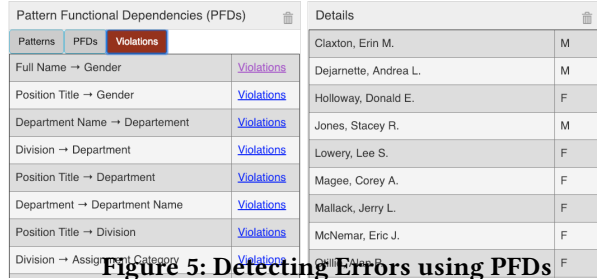 Pattern Functional Dependencies (PFDs)
Patterns PFDs Violations
Full Name → Gender Violations
Position Title → Gender Violations
Department Name → Departement Violations
Division → Department Violations
Position Title → Department Violations
Department → Department Name Violations
Position Title → Division Violations
Division → Assignment Category Violations
Details
Claxton, Erin M. M
Dejarnette, Andrea L. M
Holloway, Donald E. F
Jones, Stacey R. M
Lowery, Lee S. F
Magee, Corey A. F
Mallack, Jerry L. F
McNemar, Eric J. F
F
Figure 5: Detecting Errors using PFDs